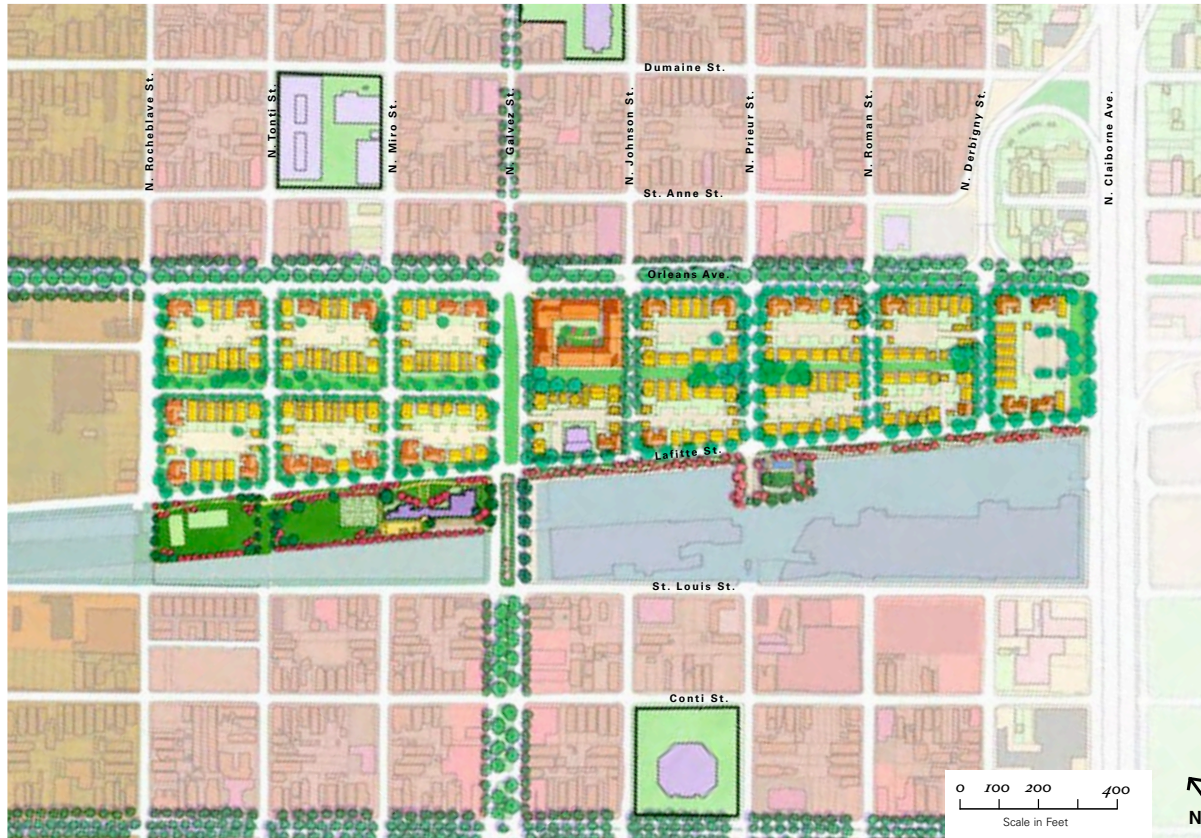 Dumaine St.
N. Rocheblave St.
N. Tonti St.
N. Miro St.
N. Galvez St.
N. Johnson St.
N. Prieur St.
N. Roman St.
N. Derbigny St.
N. Claiborne Ave.
St. Anne St.
Orleans Ave.
Lafitte St.
St. Louis St.
Conti St.
0 100 200 400
Scale in Feet
N